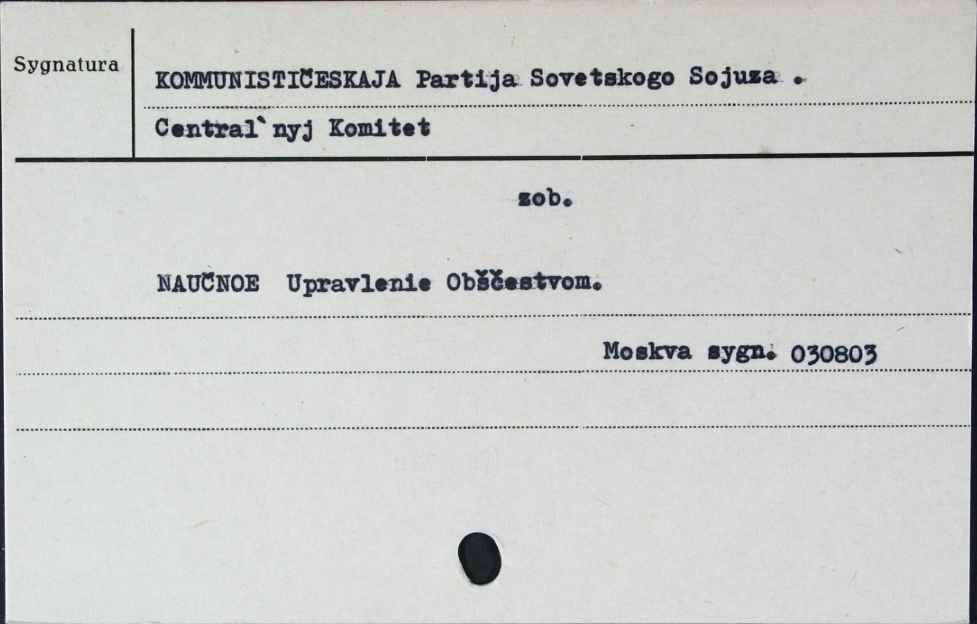 Sygnatura
KOMMUNISTIČESKAJA Partija Sovetskogo Sojuza .
Central`nyj Komitet
zob.
NAUČNOE Upravlenie Obščestvom.
Moskva sygn. 030803